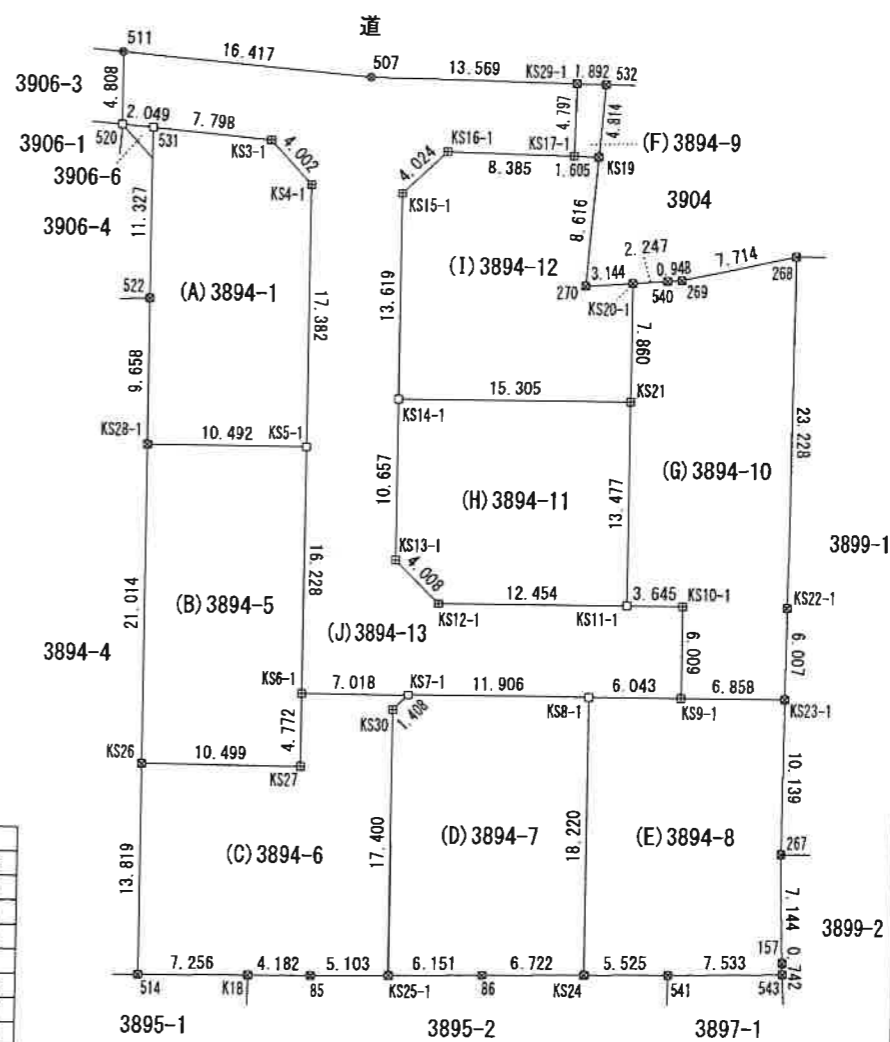 道
511
16.417
507
13.569
KS29-1
1.892
532
3906-3
4.808
4.797
4.814
2.049
7.798
520
531
KS3-1
4.002
KS16-1
KS17-1
(F)3894-9
3906-1
3906-6
8.385
1.605
KS19
4.024
KS4-1
KS15-1
3904
3906-4
11.327
8.616
2.247
7.714
(I)3894-12
3.144
0.948
268
270
540
269
KS20-1
522
(A)3894-1
17.382
13.619
7.860
9.658
15.305
KS21
KS14-1
23.228
KS28-1
10.492
KS5-1
(G)3894-10
10.657
(H)3894-11
13.477
3899-1
KS13-1
4.008
16.228
21.014
(B)3894-5
12.454
3.645
KS10-1
KS22-1
KS12-1
KS11-1
(J)3894-13
9.009
6.007
3894-4
KS6-1
7.018
KS7-1
11.906
6.043
6.858
KS8-1
KS9-1
KS23-1
4.772
KS30
1.408
KS26
10.499
KS27
10.139
17.400
18.220
(D)3894-7
(E)3894-8
(C)3894-6
267
13.819
7.144
3899-2
157
0.742
7.256
4.182
5.103
6.151
6.722
5.525
7.533
514
K18
85
KS25-1
86
KS24
541
543
3895-1
3895-2
3897-1